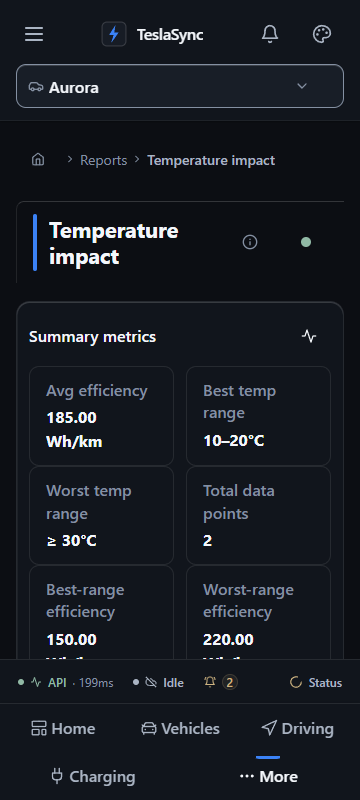 TeslaSync
Aurora
Reports Temperature impact
Temperature
impact
Summary metrics
Avg efficiency
185.00
Wh/km
Best temp
range
10–20°C
Worst temp
range
≥ 30°C
Total data
points
2
Best-range
efficiency
150.00
Worst-range
efficiency
220.00
API · 199ms Idle 2 Status
Home Vehicles Driving
Charging More